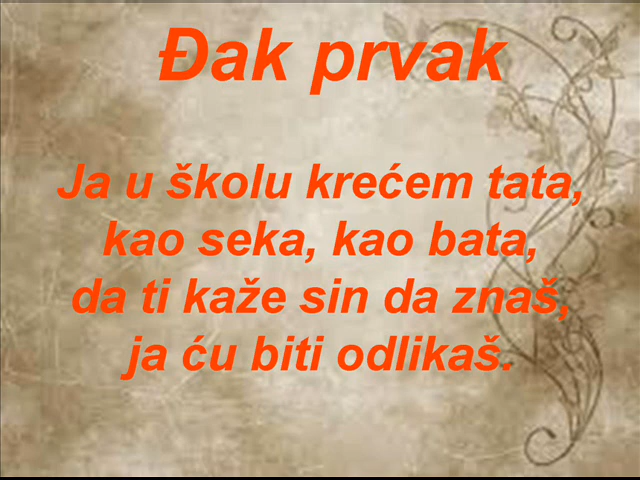 Đak prvak
Ja u školu krećem tata,
kao seka, kao bata,
da ti kaže sin da znaš,
ja ću biti odlikaš.